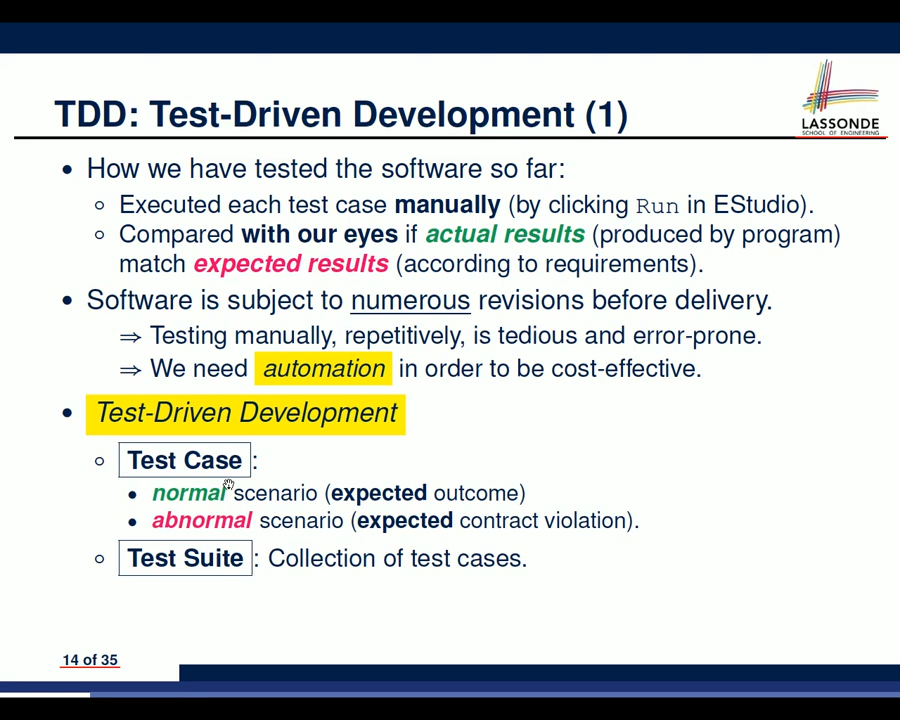 LASSONDE
SCHOOL OF ENGINEERING
TDD: Test-Driven Development (1)
• How we have tested the software so far:
○ Executed each test case manually (by clicking Run in EStudio).
○ Compared with our eyes if actual results (produced by program)
match expected results (according to requirements).
• Software is subject to numerous revisions before delivery.
⇒ Testing manually, repetitively, is tedious and error-prone.
⇒ We need automation in order to be cost-effective.
• Test-Driven Development
○ Test Case :
• normal scenario (expected outcome)
• abnormal scenario (expected contract violation).
○ Test Suite : Collection of test cases.
14 of 35